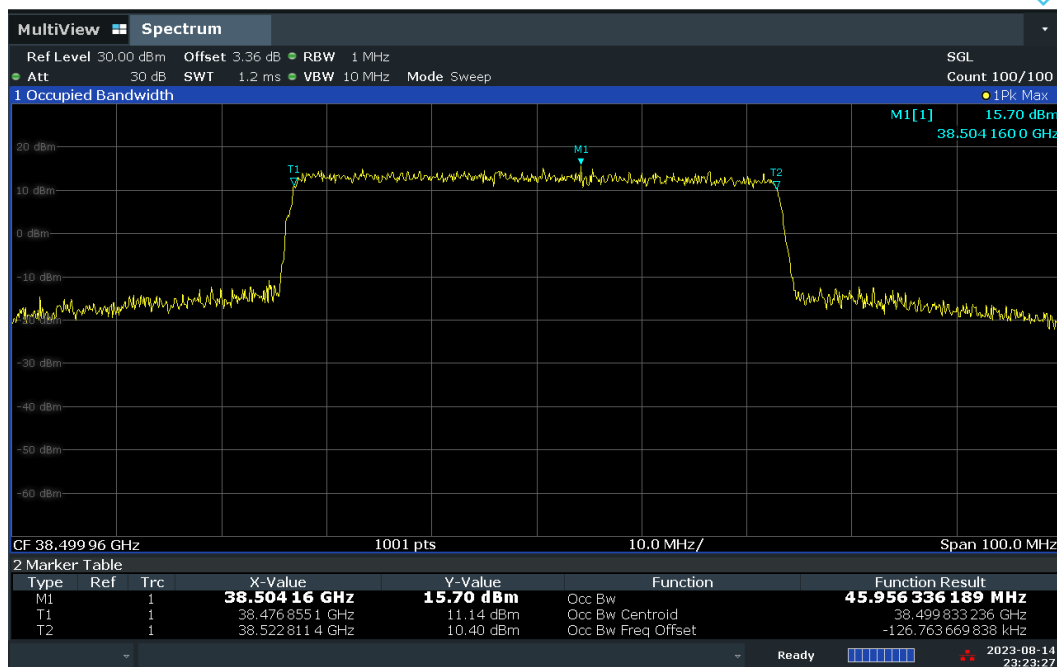 MultiView Spectrum
Ref Level 30.00 dBm Offset 3.36 dB RBW 1 MHz SGL
Att 30 dB SWT 1.2 ms VBW 10 MHz Mode Sweep Count 100/100
1 Occupied Bandwidth 1Pk Max
M1[1] 15.70 dBm
38.504 160 0 GHz
20 dBm
M1
T1
T2
10 dBm
0 dBm
-10 dBm
-20 dBm
-30 dBm
-40 dBm
-50 dBm
-60 dBm
CF 38.499 96 GHz 1001 pts 10.0 MHz/ Span 100.0 MHz
2 Marker Table
Type Ref Trc X-Value Y-Value Function Function Result
M1 1 38.504 16 GHz 15.70 dBm Occ Bw 45.956 336 189 MHz
T1 1 38.476 855 1 GHz 11.14 dBm Occ Bw Centroid 38.499 833 236 GHz
T2 1 38.522 811 4 GHz 10.40 dBm Occ Bw Freq Offset -126.763 669 838 kHz
Ready 2023-08-14
23:23:27